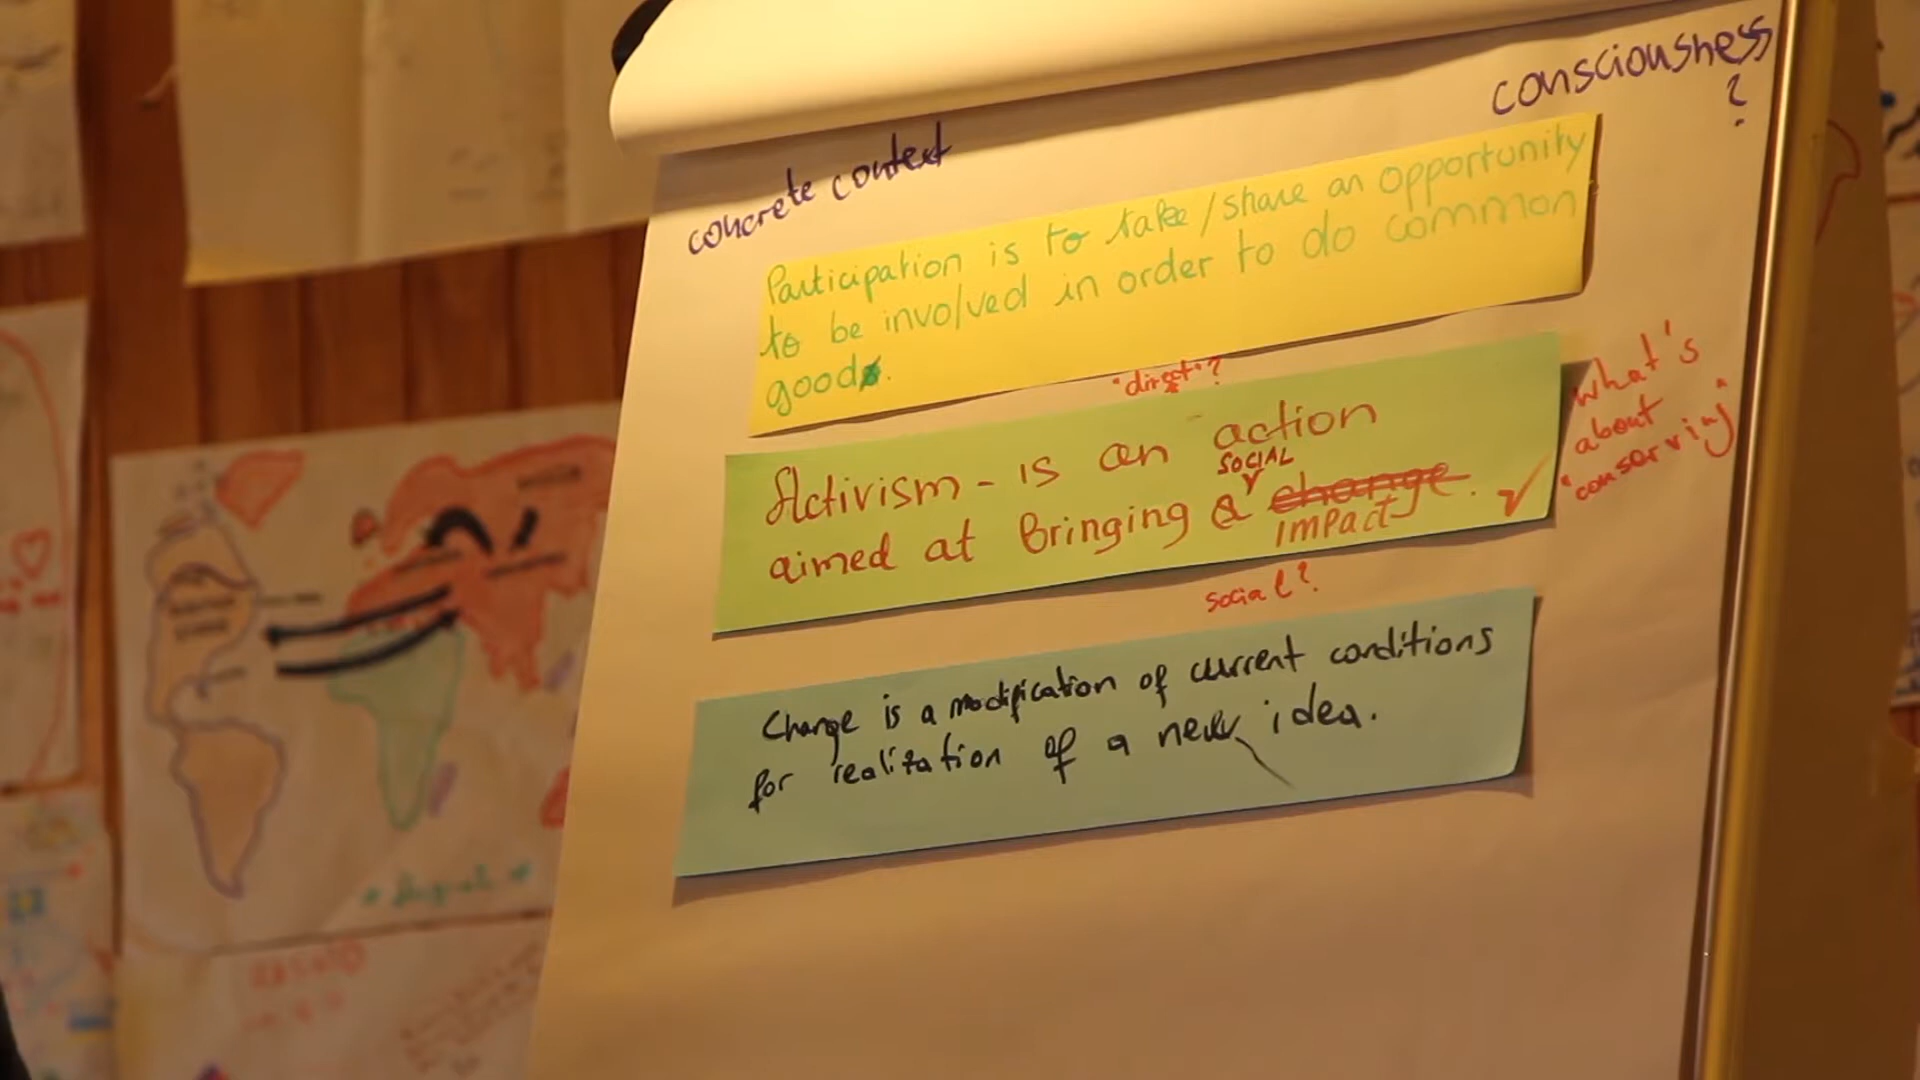 consciousness
?
concrete context
Participation is to take/share an opportunity
to be involved in order to do common
good.
"direct"?
Activism - is an action
SOCIAL
aimed at Bringing a change.
IMPACT
what's
about
"conserving"
social?
Change is a modification of current conditions
for realization of a new idea.